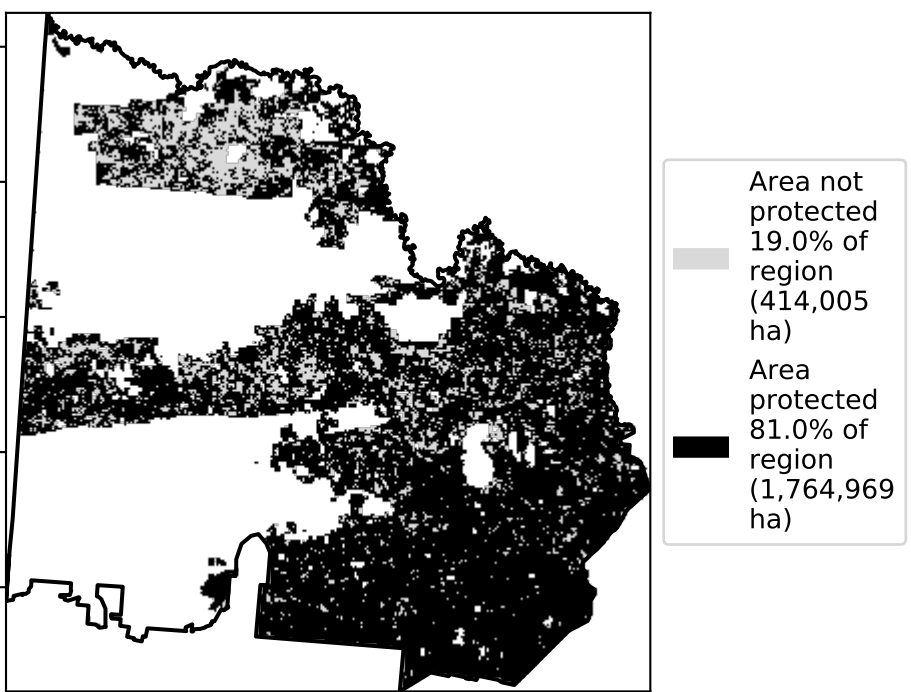 Area not
protected
19.0% of
region
(414,005
ha)
Area
protected
81.0% of
region
(1,764,969
ha)